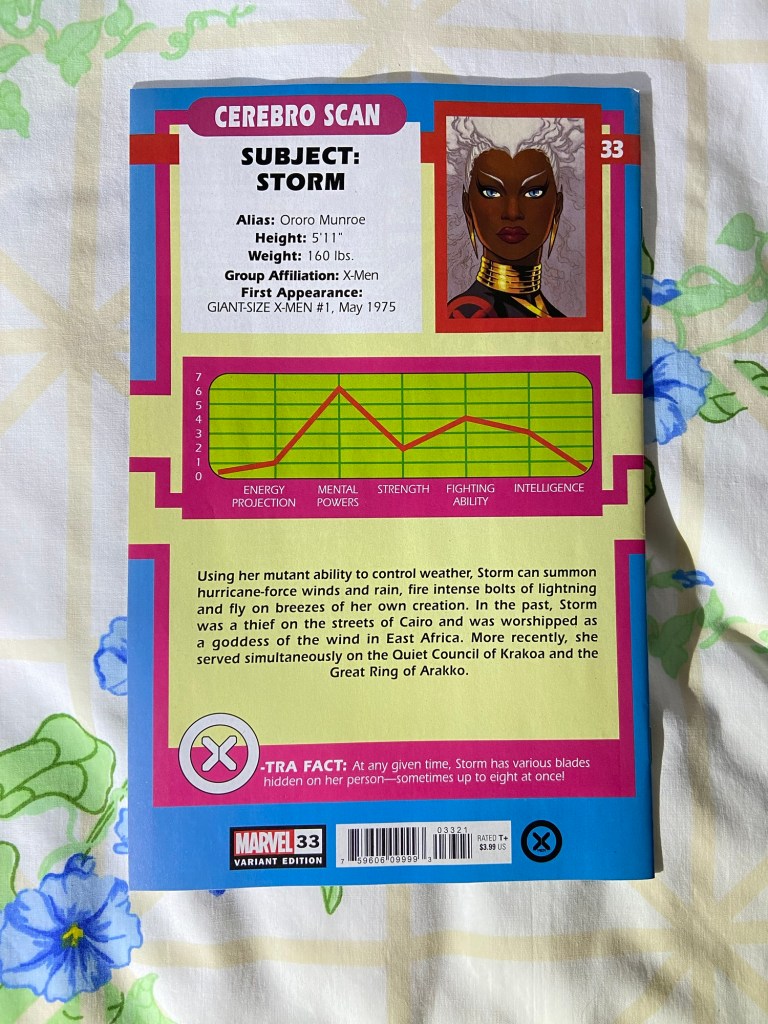 CEREBRO SCAN
SUBJECT:
STORM
Alias: Ororo Munroe
Height: 5'11"
Weight: 160 lbs.
Group Affiliation: X-Men
First Appearance:
GIANT-SIZE X-MEN #1, May 1975
33
7
6
5
4
3
2
1
0
ENERGY
PROJECTION
MENTAL
POWERS
STRENGTH
FIGHTING
ABILITY
INTELLIGENCE
Using her mutant ability to control weather, Storm can summon
hurricane-force winds and rain, fire intense bolts of lightning
and fly on breezes of her own creation. In the past, Storm
was a thief on the streets of Cairo and was worshipped as
a goddess of the wind in East Africa. More recently, she
served simultaneously on the Quiet Council of Krakoa and the
Great Ring of Arakko.
X-TRA FACT: At any given time, Storm has various blades
hidden on her person—sometimes up to eight at once!
MARVEL 33
VARIANT EDITION
03321
7 59606 09999 3
RATED T+
$3.99 US
X